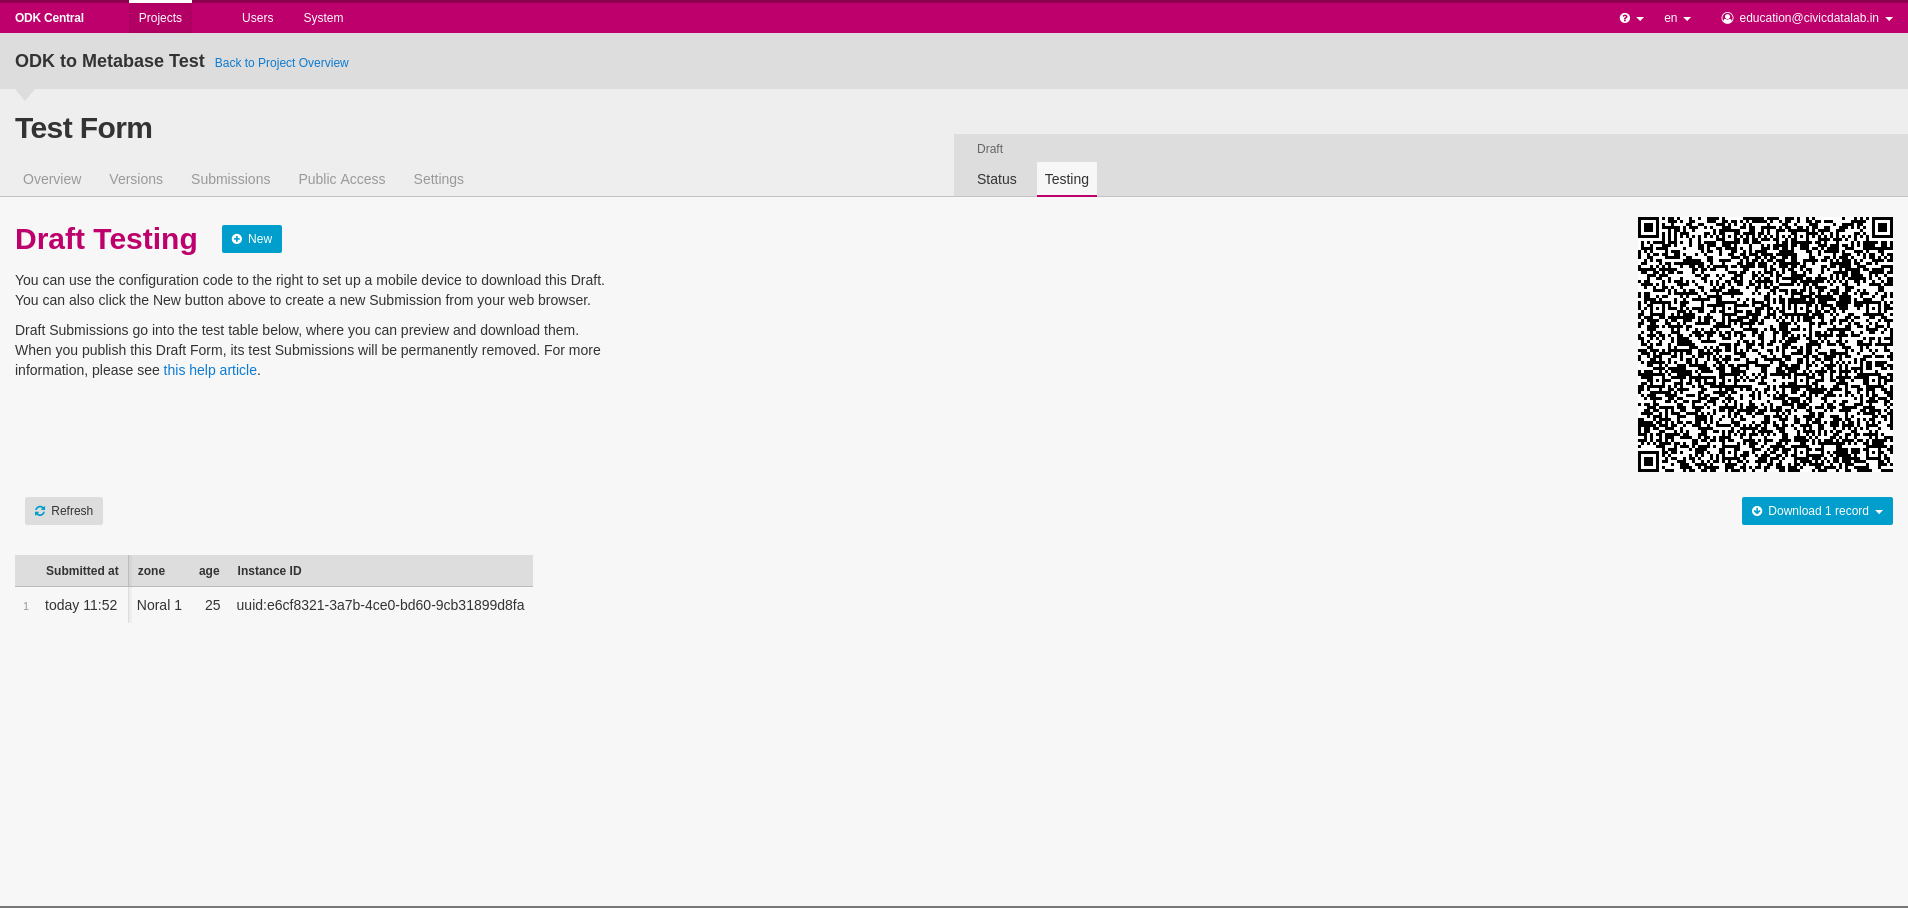 ODK Central Projects Users System en education@civicdatalab.in
ODK to Metabase Test Back to Project Overview
Test Form
Draft
Overview Versions Submissions Public Access Settings Status Testing
Draft Testing New
You can use the configuration code to the right to set up a mobile device to download this Draft.
You can also click the New button above to create a new Submission from your web browser.
Draft Submissions go into the test table below, where you can preview and download them.
When you publish this Draft Form, its test Submissions will be permanently removed. For more
information, please see this help article.
Refresh Download 1 record
Submitted at zone age Instance ID
1 today 11:52 Noral 1 25 uuid:e6cf8321-3a7b-4ce0-bd60-9cb31899d8fa